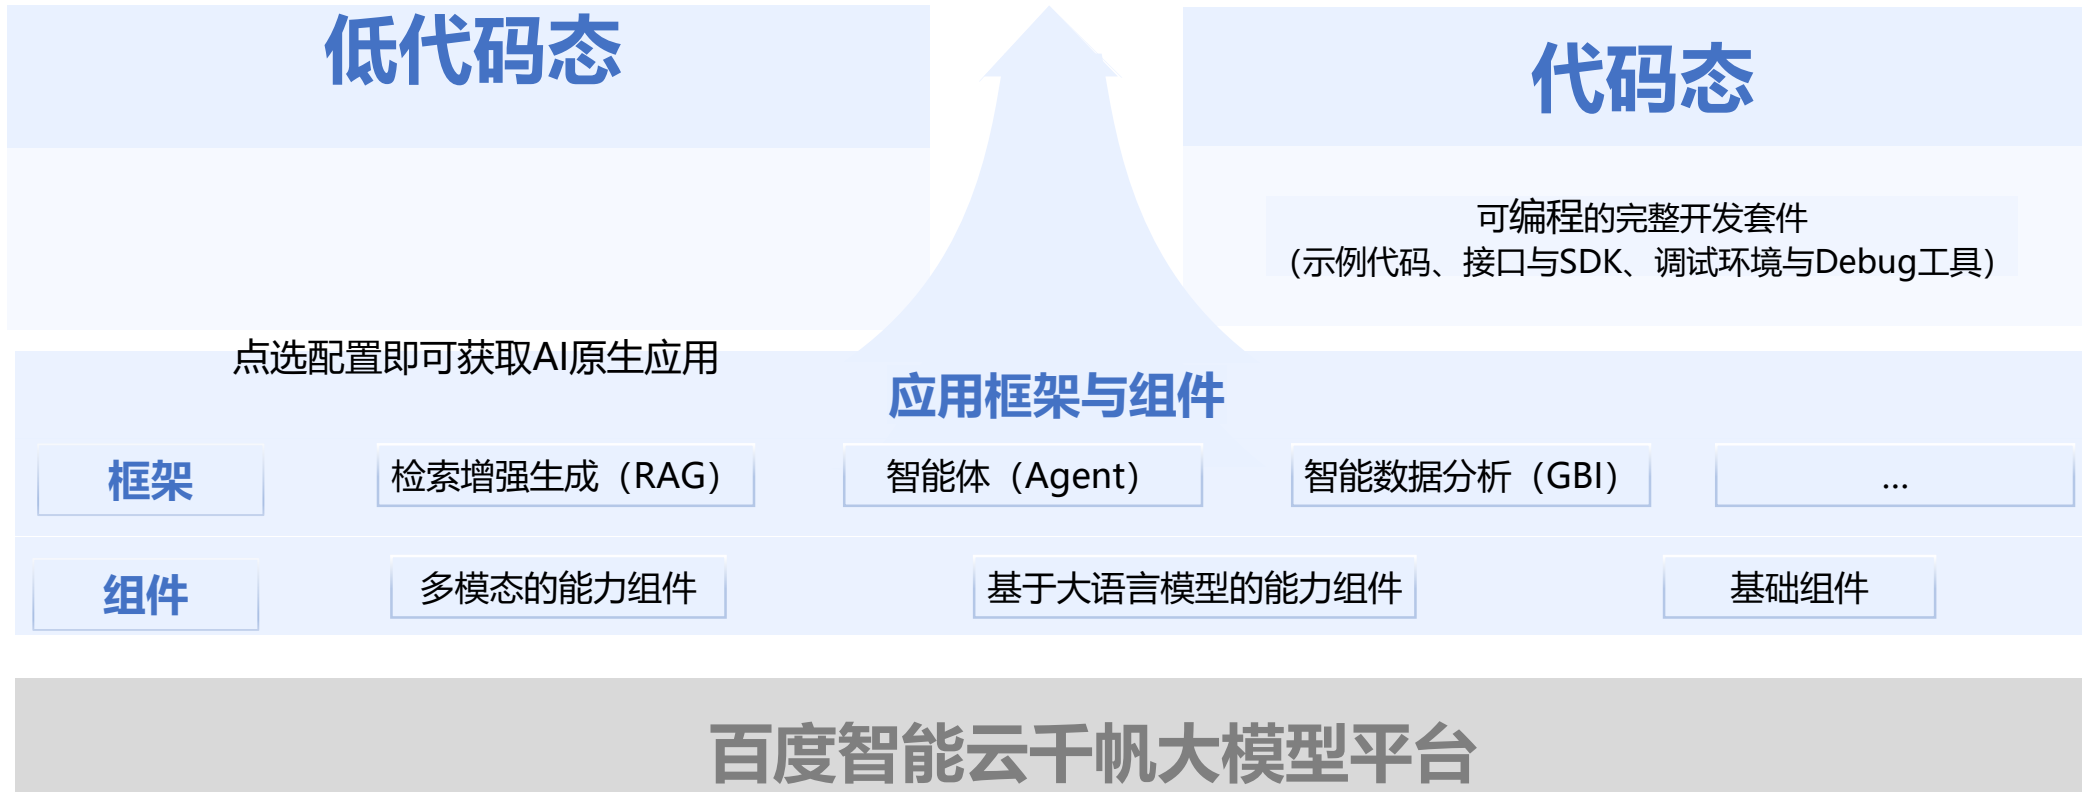 低代码态
代码态
可编程的完整开发套件
（示例代码、接口与SDK、调试环境与Debug工具）
点选配置即可获取AI原生应用
应用框架与组件
框架
检索增强生成（RAG）
智能体（Agent）
智能数据分析（GBI）
...
组件
多模态的能力组件
基于大语言模型的能力组件
基础组件
百度智能云千帆大模型平台